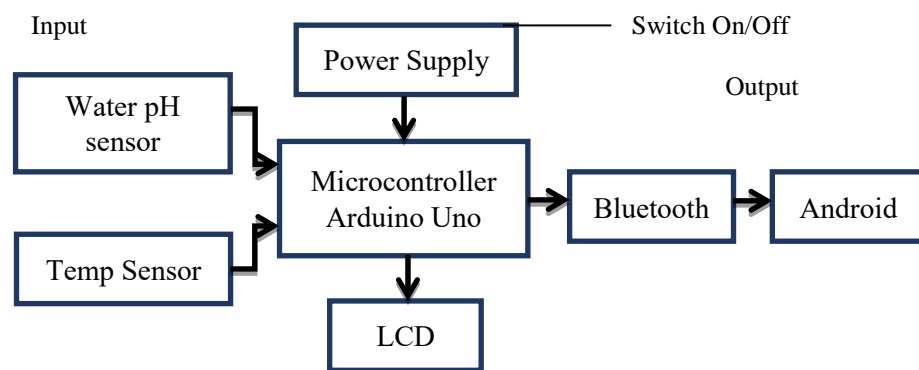 Input
Switch On/Off
Power Supply
Output
Water pH
sensor
Microcontroller
Arduino Uno
Bluetooth
Android
Temp Sensor
LCD